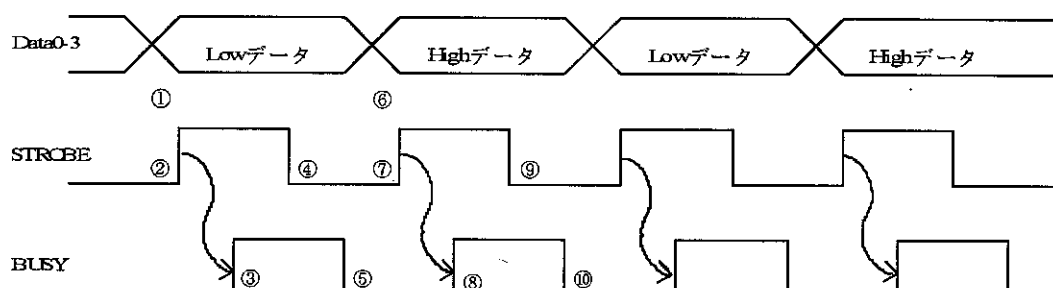 Data0-3 Lowデータ Highデータ Lowデータ Highデータ
① ⑥
STROBE ② ④ ⑦ ⑨
BUSY ③ ⑤ ⑧ ⑩